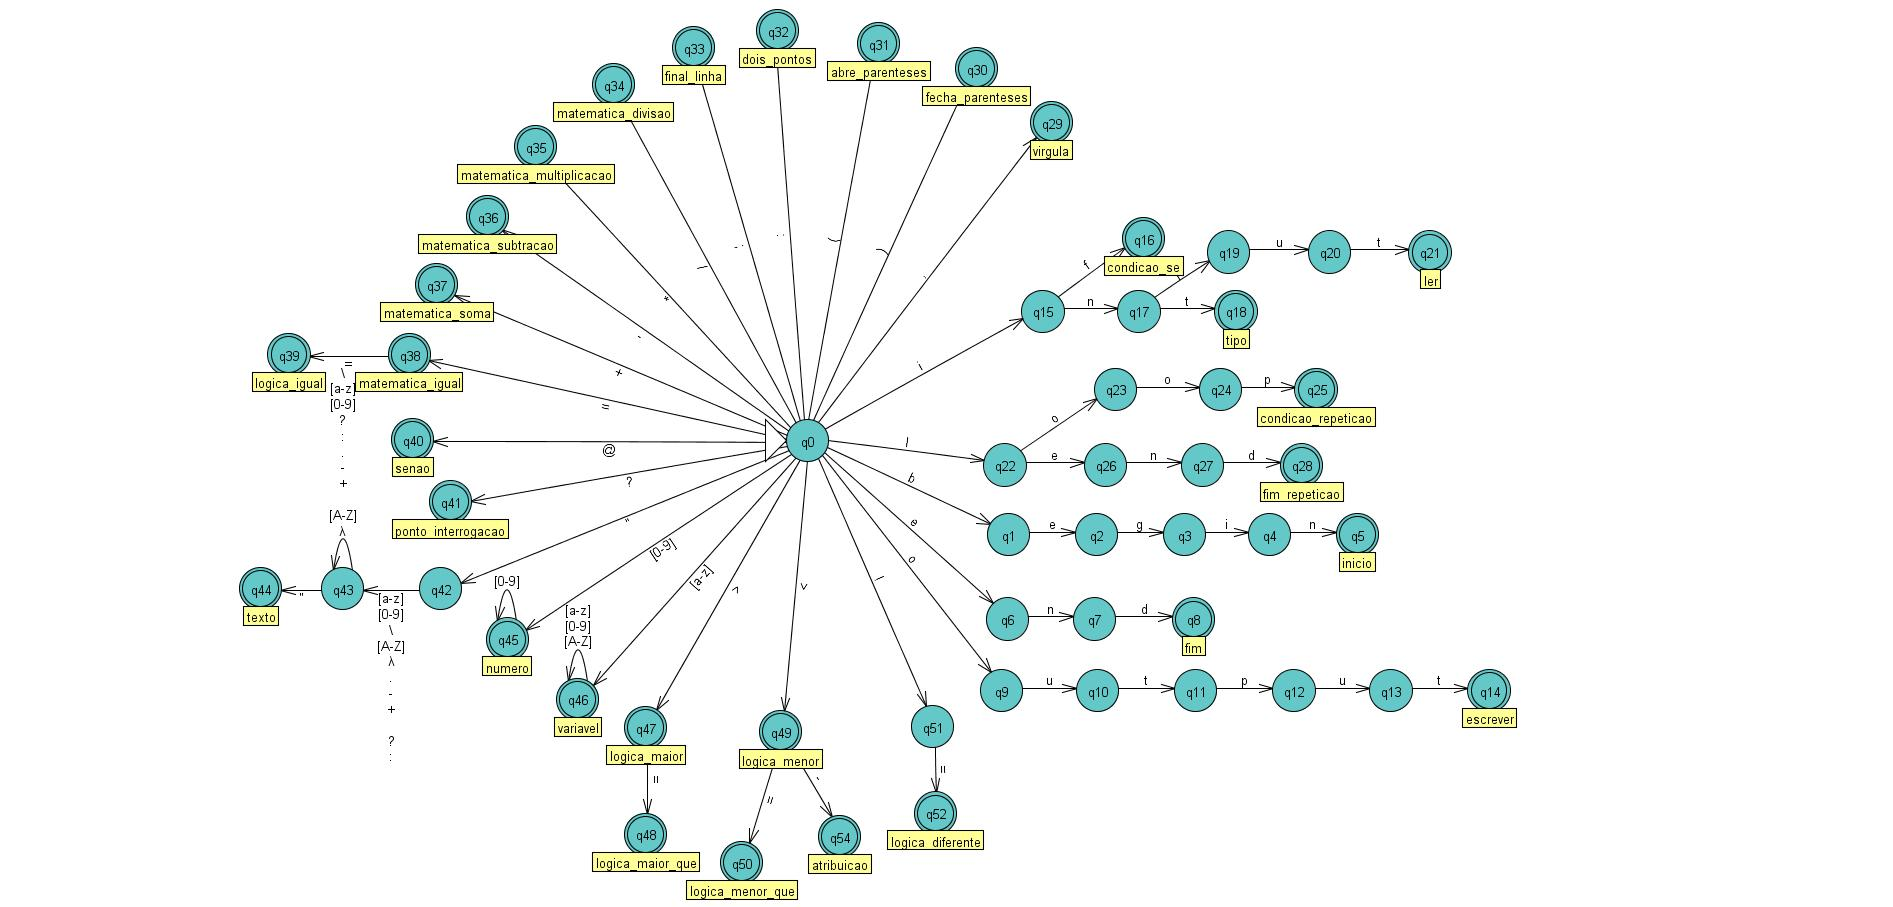 q32
dois_pontos
q33
final_linha
q31
abre_parenteses
q30
fecha_parenteses
q34
matematica_divisao
q29
virgula
q35
matematica_multiplicacao
q36
matematica_subtracao
q37
matematica_soma
q39
logica_igual
q38
matematica_igual
=
\
[a-z]
[0-9]
?
:
.
-
+
[A-Z]
λ
q40
senao
q41
ponto_interrogacao
q0
/
;
:
(
)
,
*
-
+
=
@
?
"
[0-9]
[a-z]
>
<
!
i
l
b
e
o
q15
f
q16
condicao_se
n
q17
q19
u
q20
t
q21
ler
t
q18
tipo
q22
o
q23
o
q24
p
q25
condicao_repeticao
e
q26
n
q27
d
q28
fim_repeticao
q1
e
q2
g
q3
i
q4
n
q5
inicio
q6
n
q7
d
q8
fim
q9
u
q10
t
q11
p
q12
u
q13
t
q14
escrever
q44
texto
"
q43
q42
[a-z]
[0-9]
\
[A-Z]
λ
.
-
+
?
:
[0-9]
q45
numero
[a-z]
[0-9]
[A-Z]
q46
variavel
q47
logica_maior
=
q48
logica_maior_que
q49
logica_menor
=
-
q50
logica_menor_que
q54
atribuicao
q51
=
q52
logica_diferente